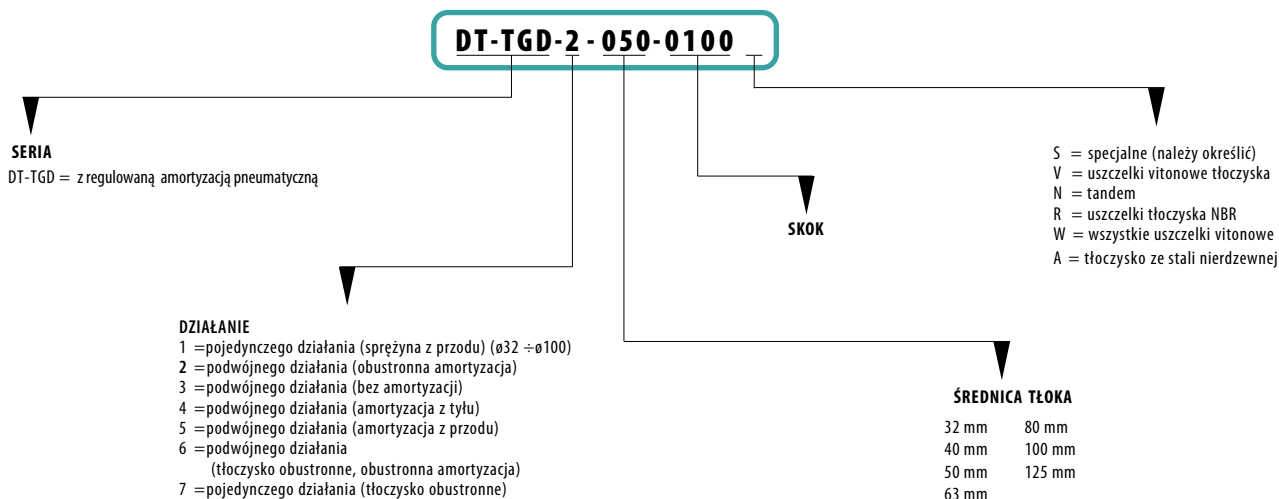 DT-TGD-2 - 050-0100
SERIA
DT-TGD = z regulowaną amortyzacją pneumatyczną
S = specjalne (należy określić)
V = uszczelki vitonowe tłoczyska
N = tandem
R = uszczelki tłoczyska NBR
W = wszystkie uszczelki vitonowe
A = tłoczysko ze stali nierdzewnej
SKOK
DZIAŁANIE
1 =pojedynczego działania (sprężyna z przodu) (ø32 ÷ø100)
2 =podwójnego działania (obustronna amortyzacja)
3 =podwójnego działania (bez amortyzacji)
4 =podwójnego działania (amortyzacja z tyłu)
5 =podwójnego działania (amortyzacja z przodu)
6 =podwójnego działania
(tłoczysko obustronne, obustronna amortyzacja)
7 =pojedynczego działania (tłoczysko obustronne)
ŚREDNICA TŁOKA
32 mm 80 mm
40 mm 100 mm
50 mm 125 mm
63 mm